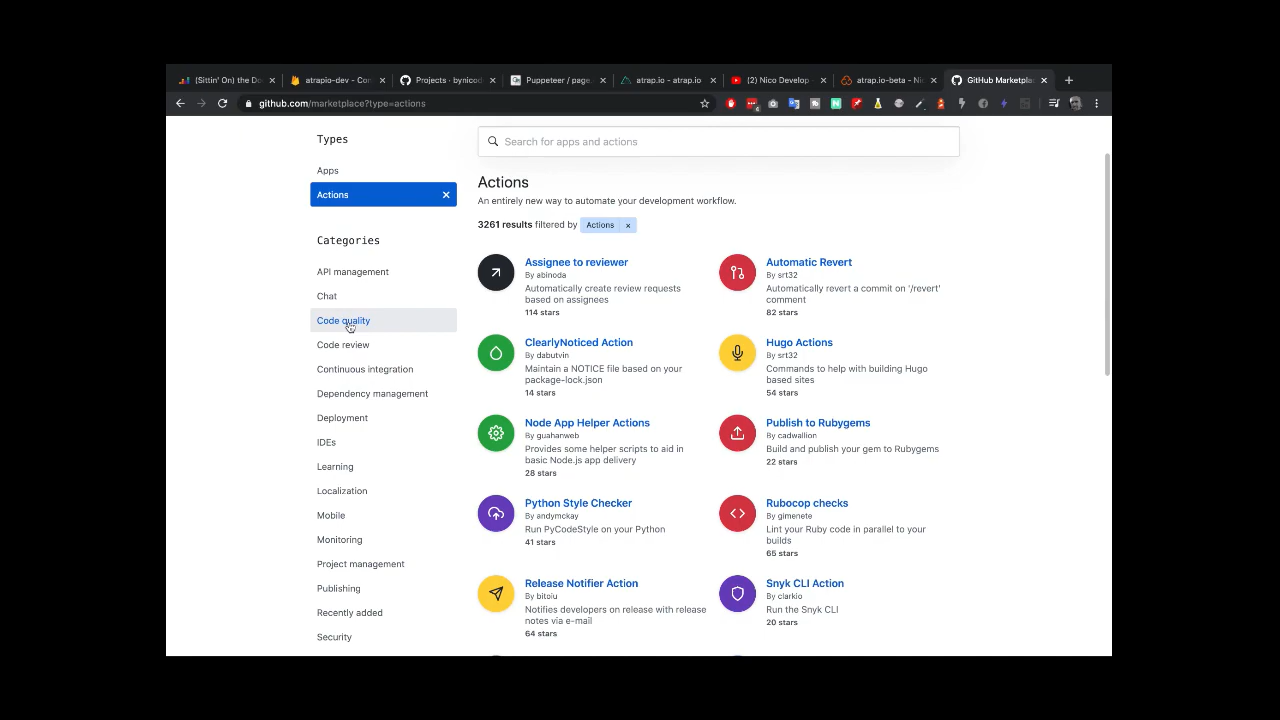 (Sittin' On) the Do
atrapio-dev - Con
Projects · bynicod
Puppeteer / page.
atrap.io - atrap.io
(2) Nico Develop -
atrap.io-beta - Ni
GitHub Marketpla
github.com/marketplace?type=actions
Types
Apps
Actions
Categories
API management
Chat
Code quality
Code review
Continuous integration
Dependency management
Deployment
IDEs
Learning
Localization
Mobile
Monitoring
Project management
Publishing
Recently added
Security
Search for apps and actions
Actions
An entirely new way to automate your development workflow.
3261 results filtered by Actions ×
Assignee to reviewer
By abinoda
Automatically create review requests
based on assignees
114 stars
Automatic Revert
By srt32
Automatically revert a commit on '/revert'
comment
82 stars
ClearlyNoticed Action
By dabutvin
Maintain a NOTICE file based on your
package-lock.json
14 stars
Hugo Actions
By srt32
Commands to help with building Hugo
based sites
54 stars
Node App Helper Actions
By guahanweb
Provides some helper scripts to aid in
basic Node.js app delivery
28 stars
Publish to Rubygems
By cadwallion
Build and publish your gem to Rubygems
22 stars
Python Style Checker
By andymckay
Run PyCodeStyle on your Python
41 stars
Rubocop checks
By gimenete
Lint your Ruby code in parallel to your
builds
65 stars
Release Notifier Action
By bitoiu
Notifies developers on release with release
notes via e-mail
64 stars
Snyk CLI Action
By clarkio
Run the Snyk CLI
20 stars